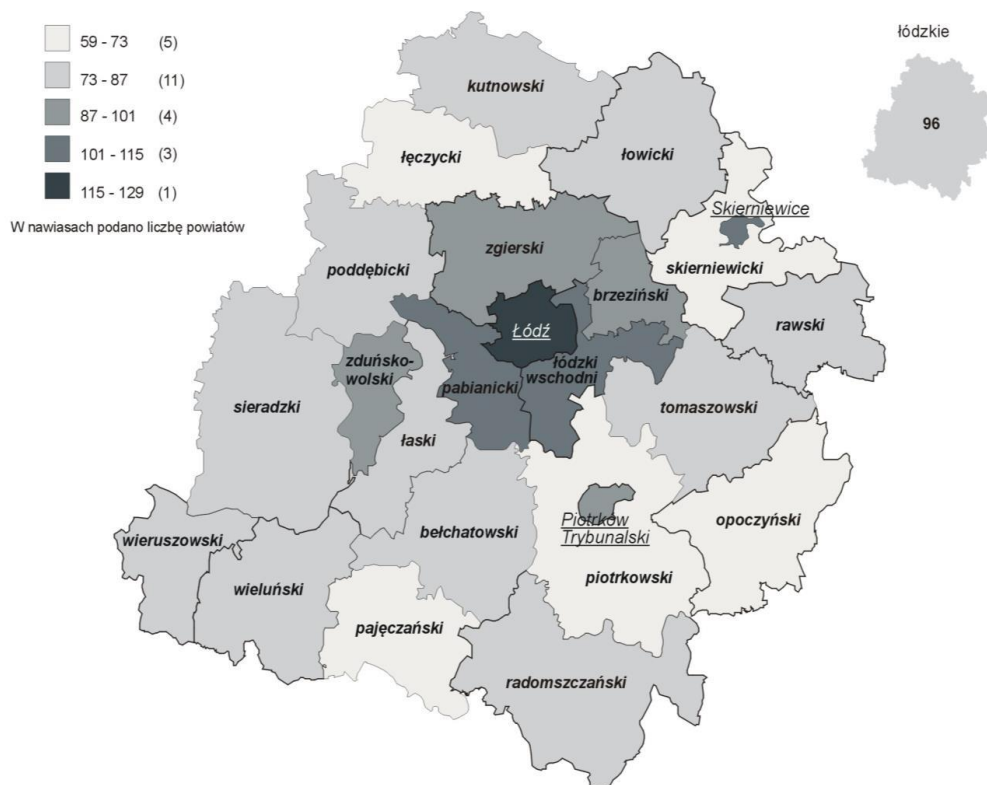 59 - 73 (5)
73 - 87 (11)
87 - 101 (4)
101 - 115 (3)
115 - 129 (1)
W nawiasach podano liczbę powiatów
łódzkie
96
kutnowski
łęczycki
łowicki
Skierniewice
skierniewicki
zgierski
poddębicki
brzeziński
rawski
Łódź
zduńsko-
wolski
pabianicki
łódzki
wschodni
sieradzki
łaski
tomaszowski
Piotrków
Trybunalski
opoczyński
bełchatowski
wieruszowski
wieluński
piotrkowski
pajęczański
radomszczański